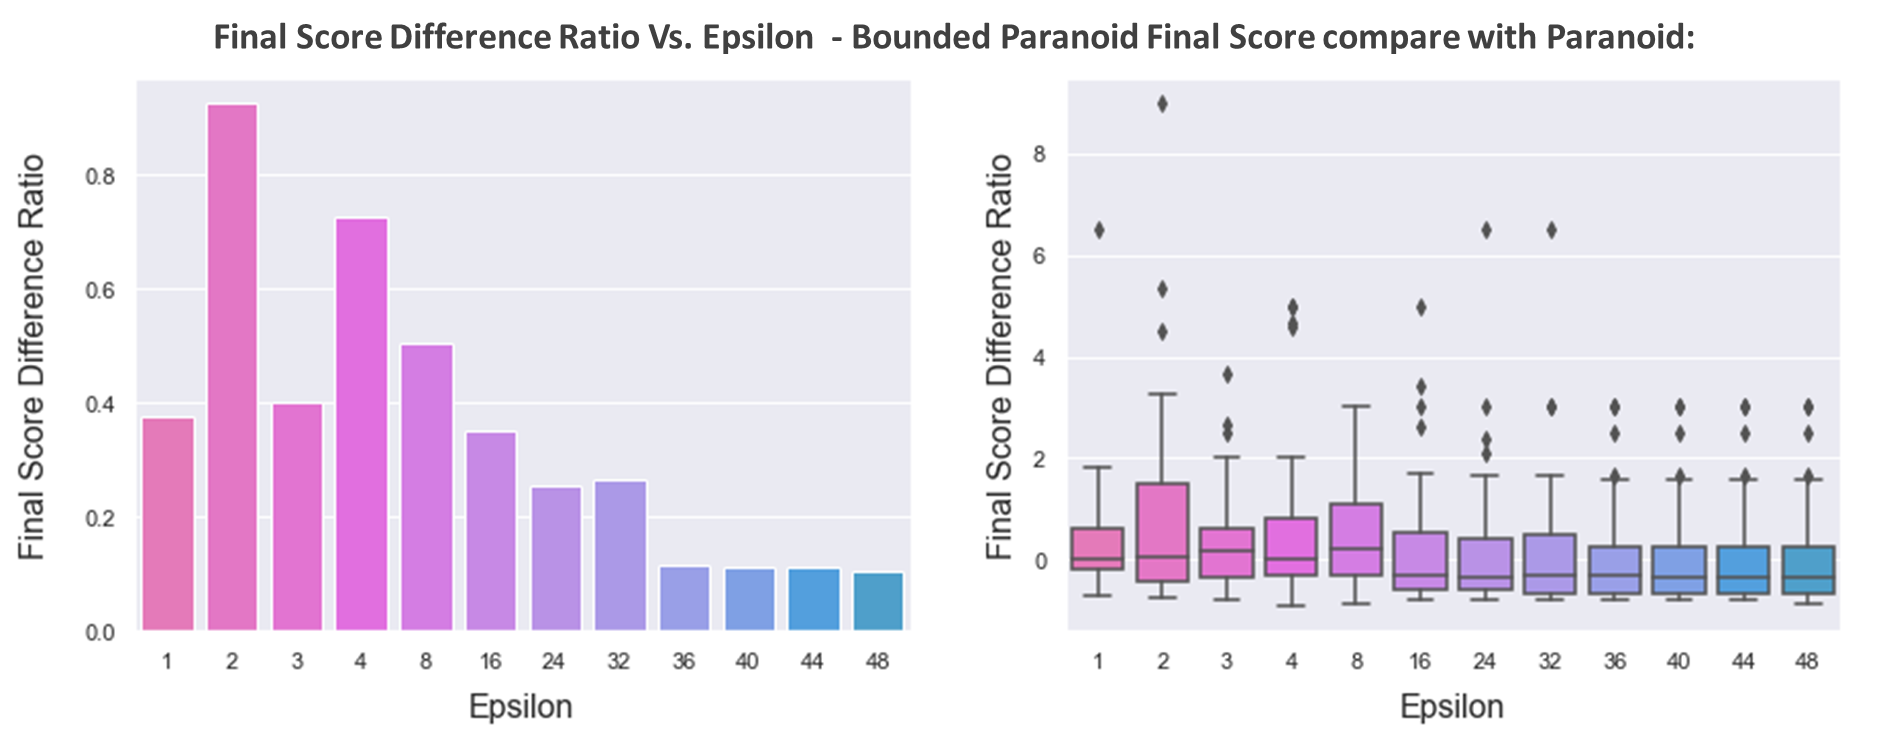 Final Score Difference Ratio Vs. Epsilon - Bounded Paranoid Final Score compare with Paranoid:
Final Score Difference Ratio
0.8
0.6
0.4
0.2
0.0
1 2 3 4 8 16 24 32 36 40 44 48
Epsilon
Final Score Difference Ratio
8
6
4
2
0
1 2 3 4 8 16 24 32 36 40 44 48
Epsilon